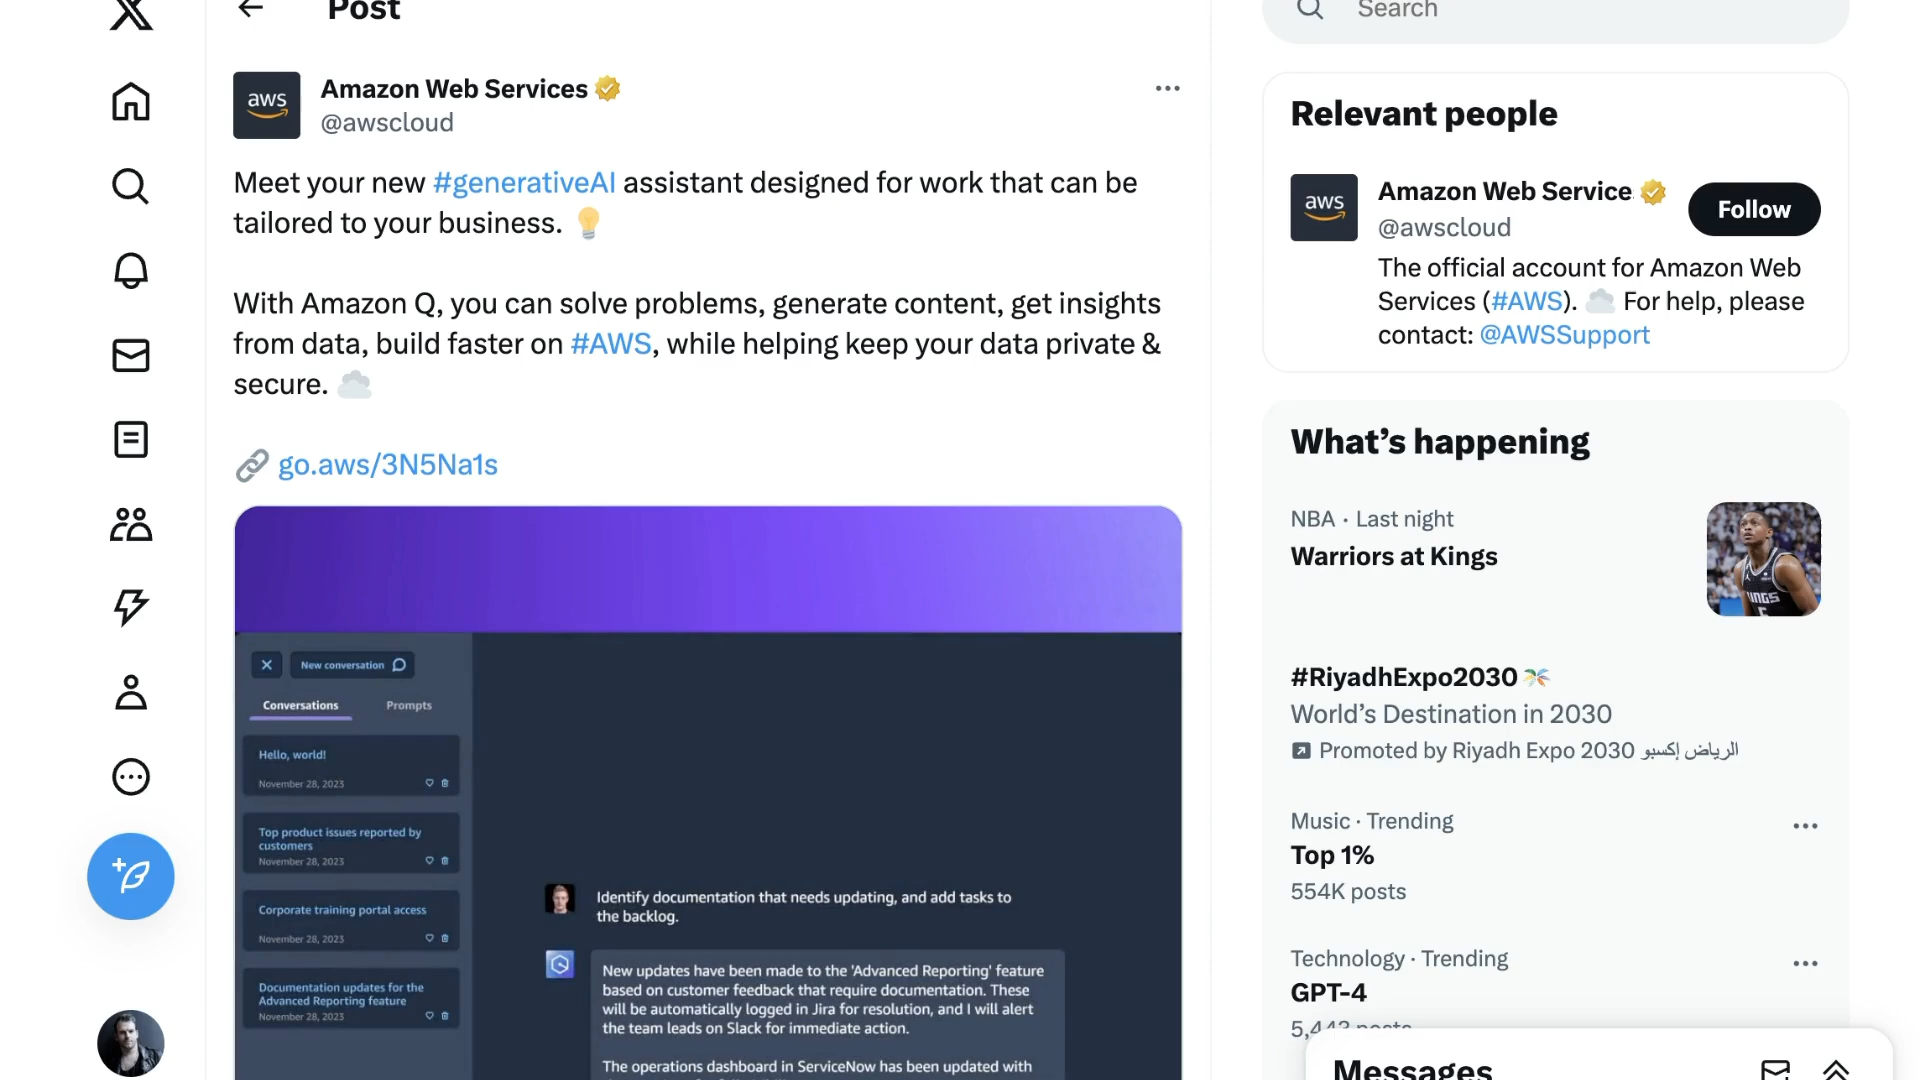 Post
Search
aws
Amazon Web Services
@awscloud
Meet your new #generativeAI assistant designed for work that can be
tailored to your business.
With Amazon Q, you can solve problems, generate content, get insights
from data, build faster on #AWS, while helping keep your data private &
secure.
go.aws/3N5Na1s
New conversation
Conversations Prompts
Hello, world!
November 28, 2023
Top product issues reported by
customers
November 28, 2023
Corporate training portal access
November 28, 2023
Documentation updates for the
Advanced Reporting feature
November 28, 2023
Identify documentation that needs updating, and add tasks to
the backlog.
New updates have been made to the 'Advanced Reporting' feature
based on customer feedback that require documentation. These
will be automatically logged in Jira for resolution, and I will alert
the team leads on Slack for immediate action.
The operations dashboard in ServiceNow has been updated with
Relevant people
aws
Amazon Web Service
@awscloud
Follow
The official account for Amazon Web
Services (#AWS). For help, please
contact: @AWSSupport
What's happening
NBA · Last night
Warriors at Kings
#RiyadhExpo2030
World's Destination in 2030
Promoted by Riyadh Expo 2030 الرياض إكسبو
Music · Trending
Top 1%
554K posts
Technology · Trending
GPT-4
5,442 posts
Messages